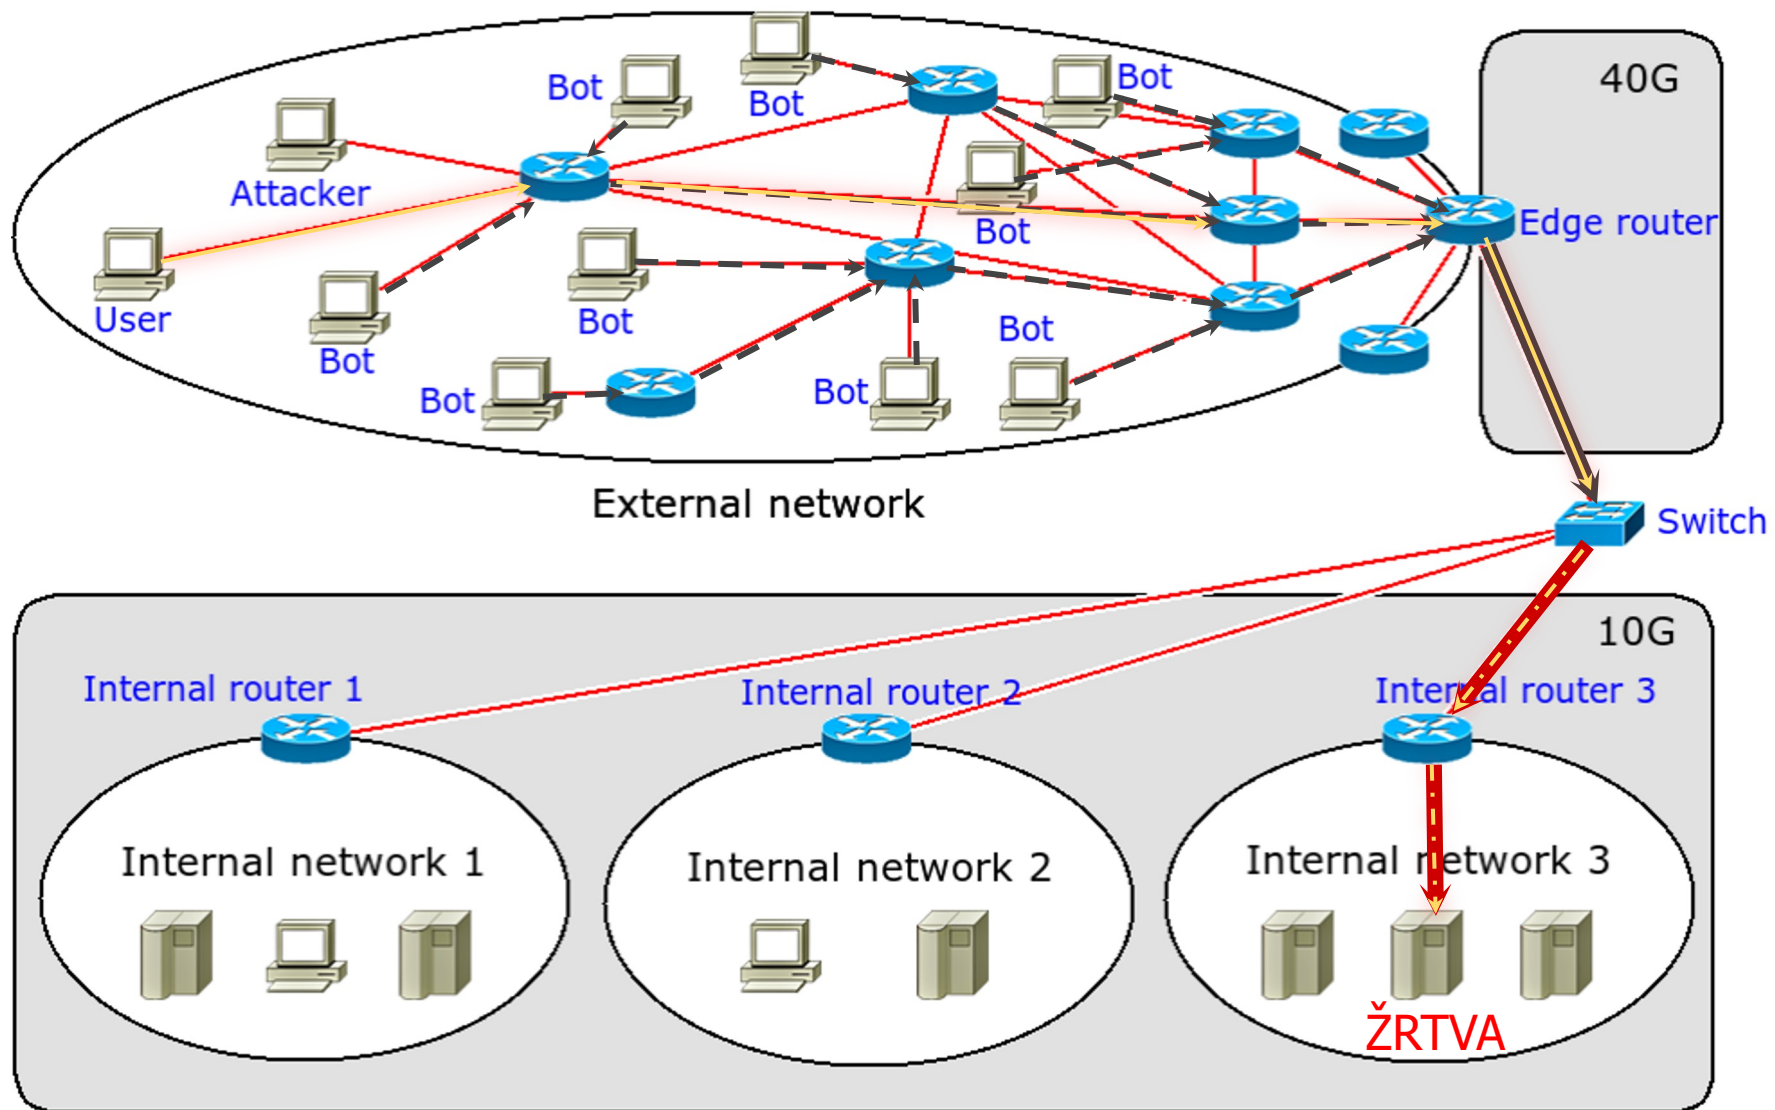 Bot
Bot
Bot
40G
Attacker
Bot
Edge router
User
Bot
Bot
Bot
Bot
Bot
External network
Switch
10G
Internal router 1
Internal router 2
Internal router 3
Internal network 1
Internal network 2
Internal network 3
ŽRTVA